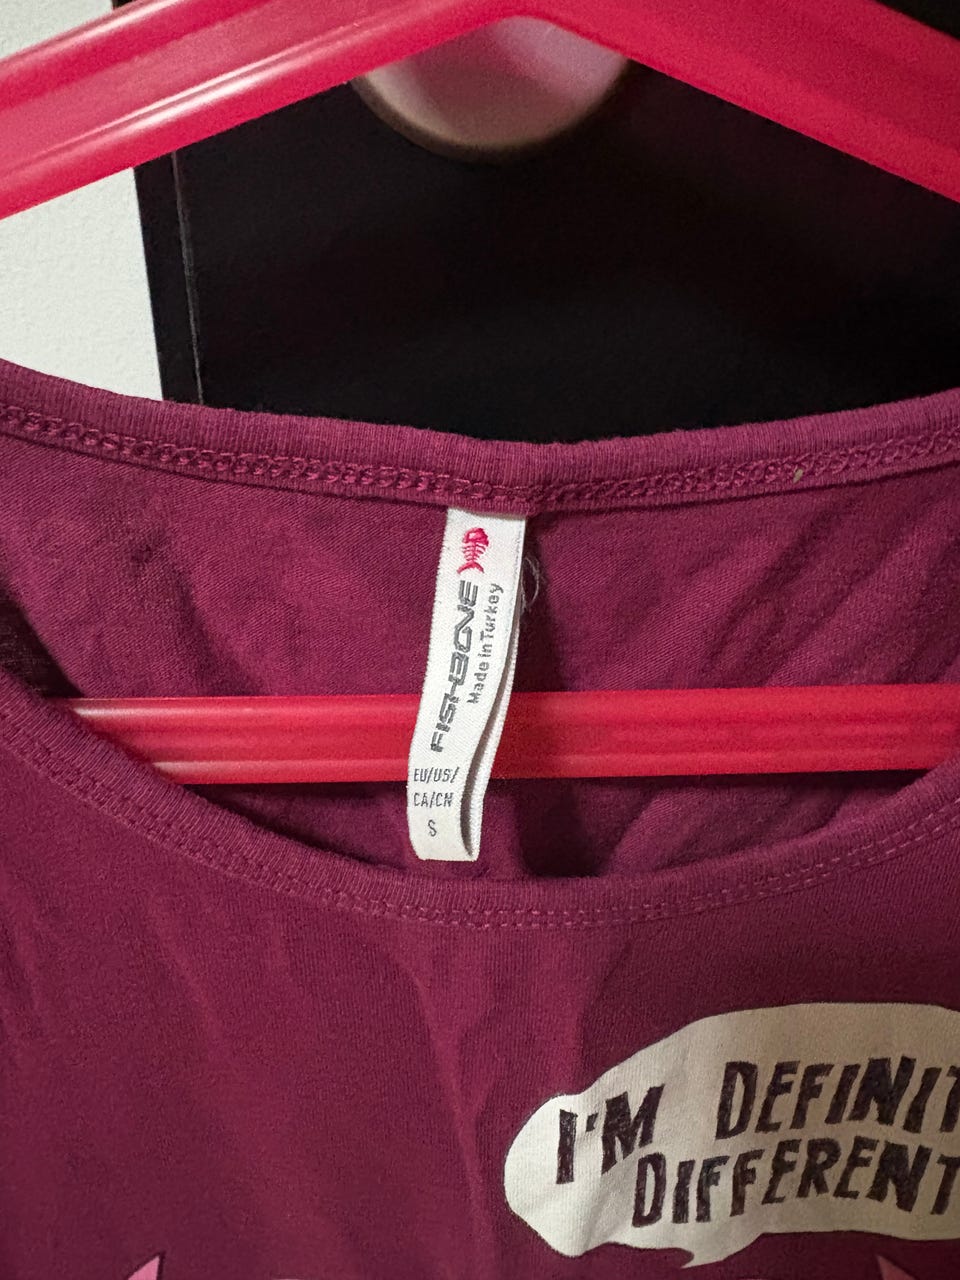 FISHBONE
Made in Turkey
EU/US/
CA/CN
S
I'M DEFINIT
DIFFERENT